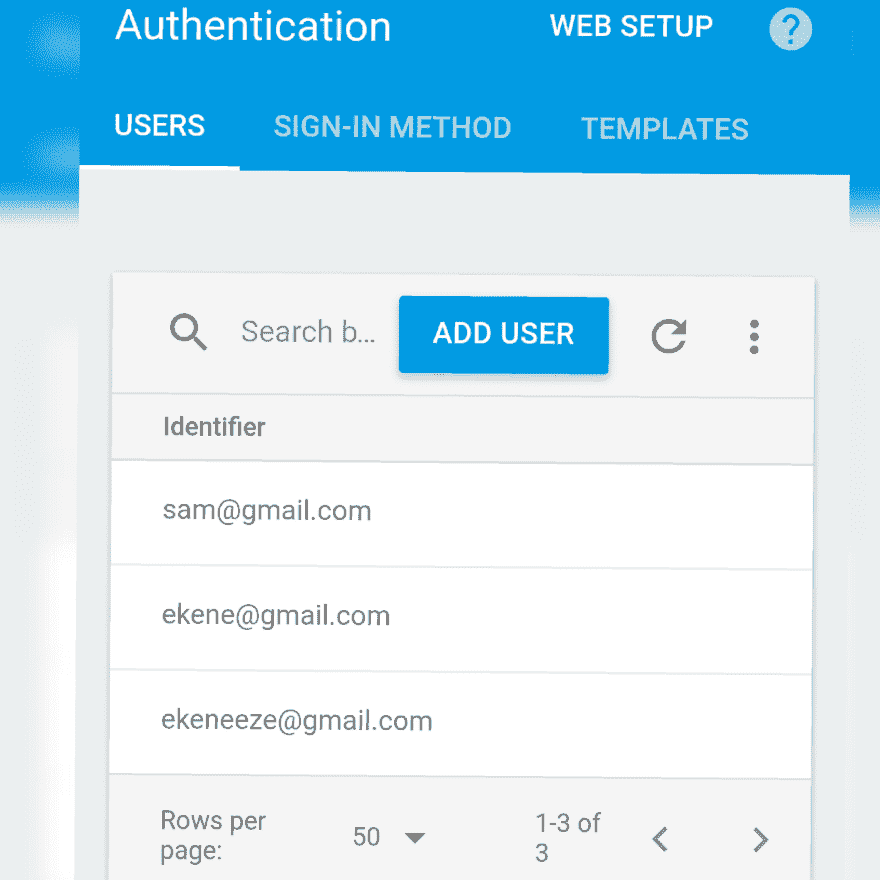 Authentication WEB SETUP ?
USERS SIGN-IN METHOD TEMPLATES
Search b... ADD USER
Identifier
sam@gmail.com
ekene@gmail.com
ekeneeze@gmail.com
Rows per page: 50 1-3 of 3